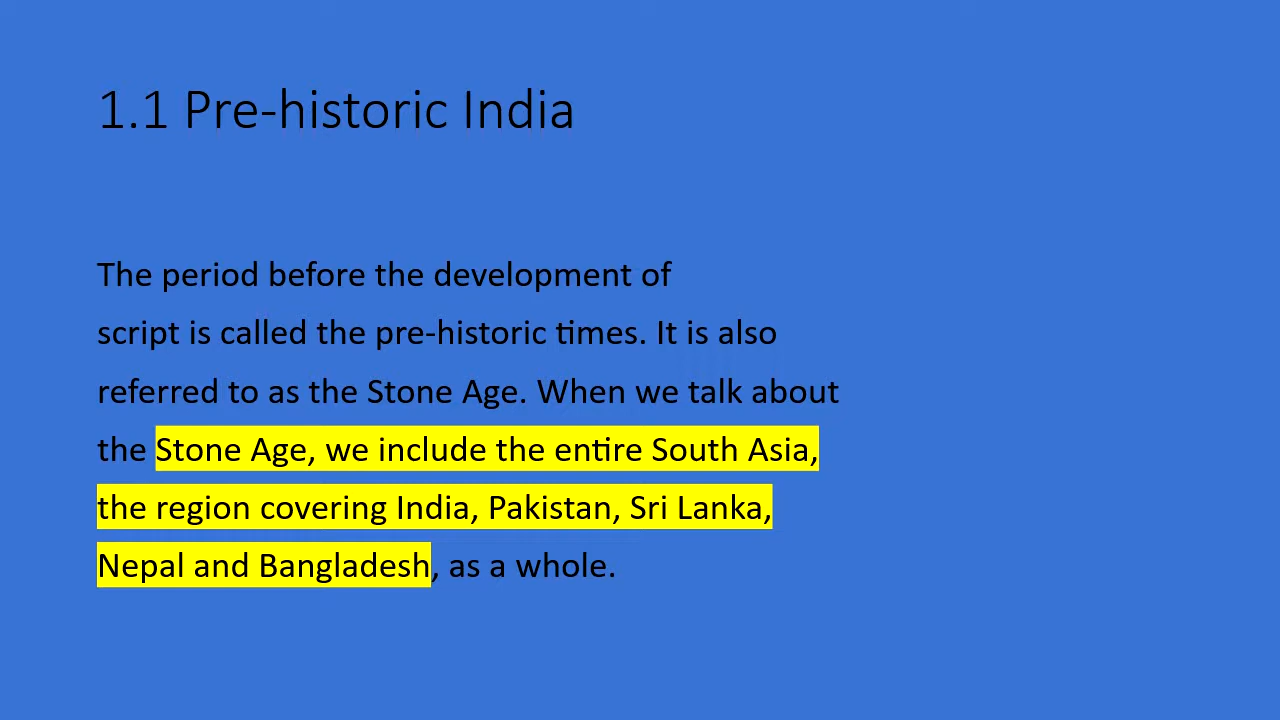 1.1 Pre-historic India
The period before the development of
script is called the pre-historic times. It is also
referred to as the Stone Age. When we talk about
the Stone Age, we include the entire South Asia,
the region covering India, Pakistan, Sri Lanka,
Nepal and Bangladesh, as a whole.